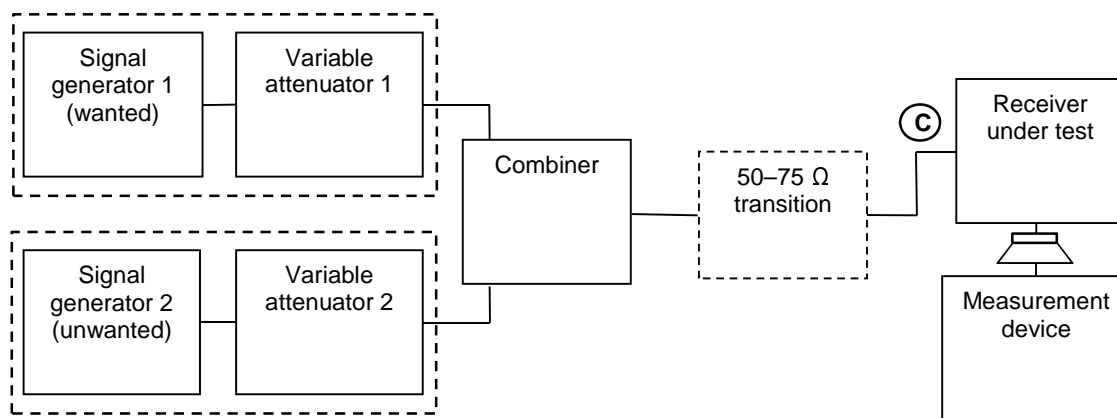 Signal
generator 1
(wanted)
Variable
attenuator 1
Combiner
50–75 Ω
transition
C
Receiver
under test
Signal
generator 2
(unwanted)
Variable
attenuator 2
Measurement
device